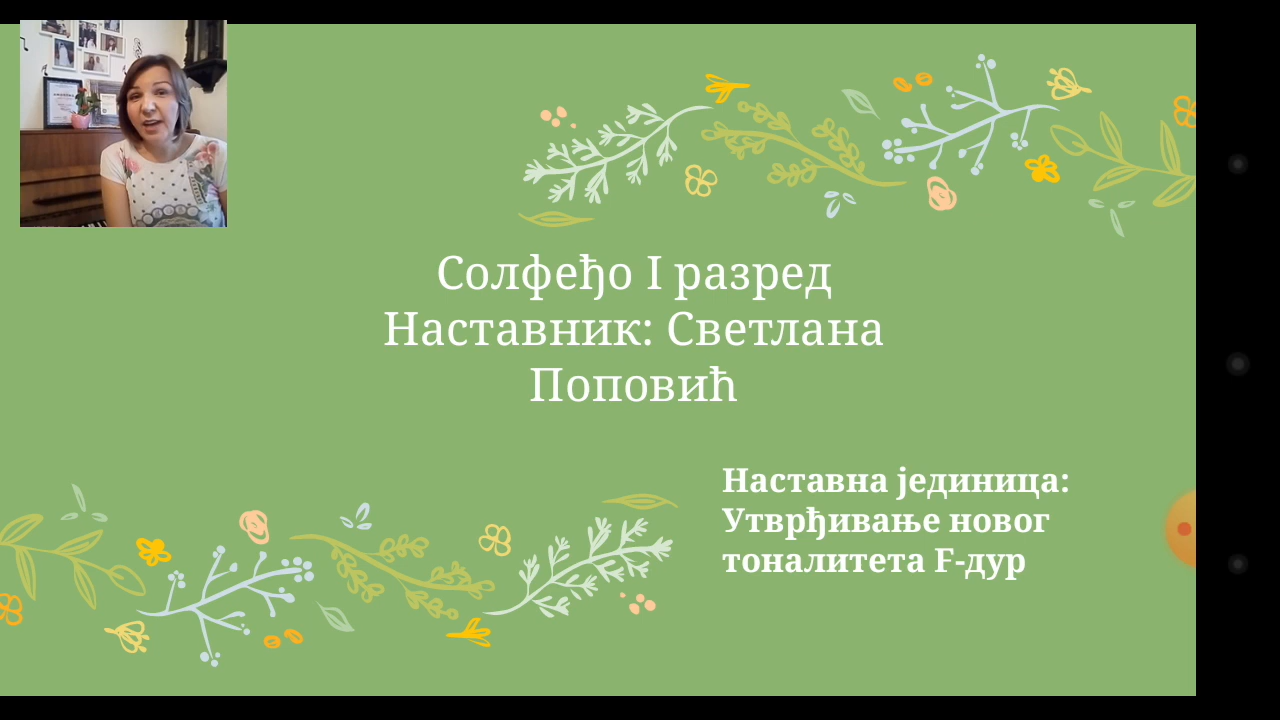 Солфеђо I разред
Наставник: Светлана
Поповић
Наставна јединица:
Утврђивање новог
тоналитета F-дур